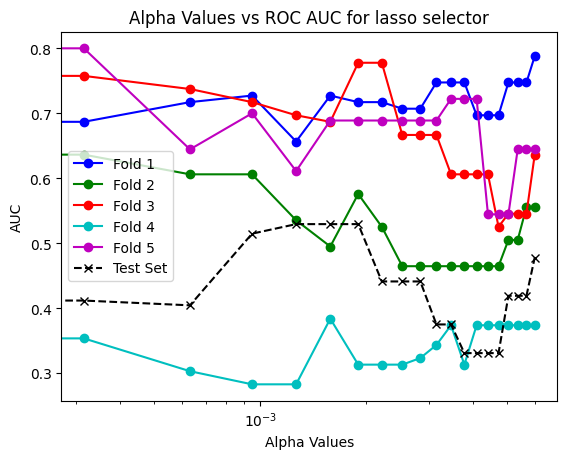 Alpha Values vs ROC AUC for lasso selector
0.8
0.7
0.6
0.5
0.4
0.3
AUC
Fold 1
Fold 2
Fold 3
Fold 4
Fold 5
Test Set
10⁻³
Alpha Values